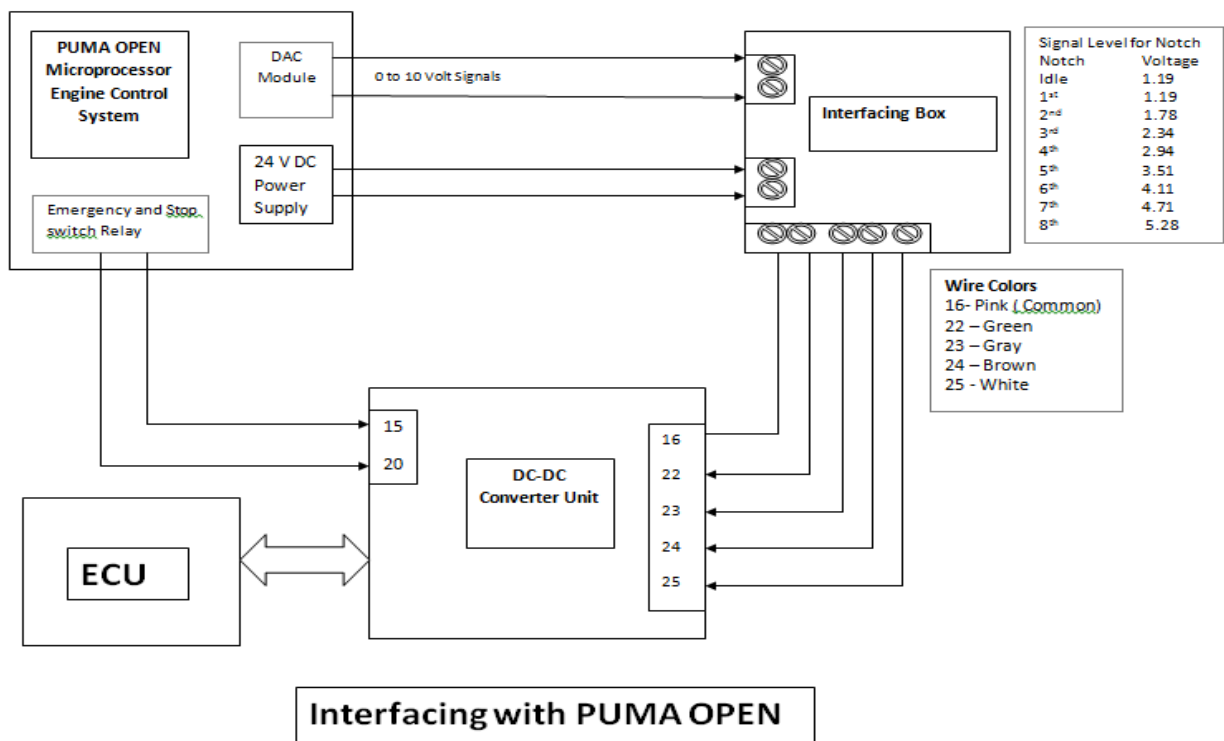 PUMA OPEN
Microprocessor
Engine Control
System
DAC
Module
0 to 10 Volt Signals
24 V DC
Power
Supply
Emergency and Stop
switch Relay
Interfacing Box
Signal Level for Notch
Notch Voltage
Idle 1.19
1st 1.19
2nd 1.78
3rd 2.34
4th 2.94
5th 3.51
6th 4.11
7th 4.71
8th 5.28
Wire Colors
16- Pink ( Common)
22 – Green
23 – Gray
24 – Brown
25 - White
15
20
DC-DC
Converter Unit
16
22
23
24
25
ECU
Interfacing with PUMA OPEN